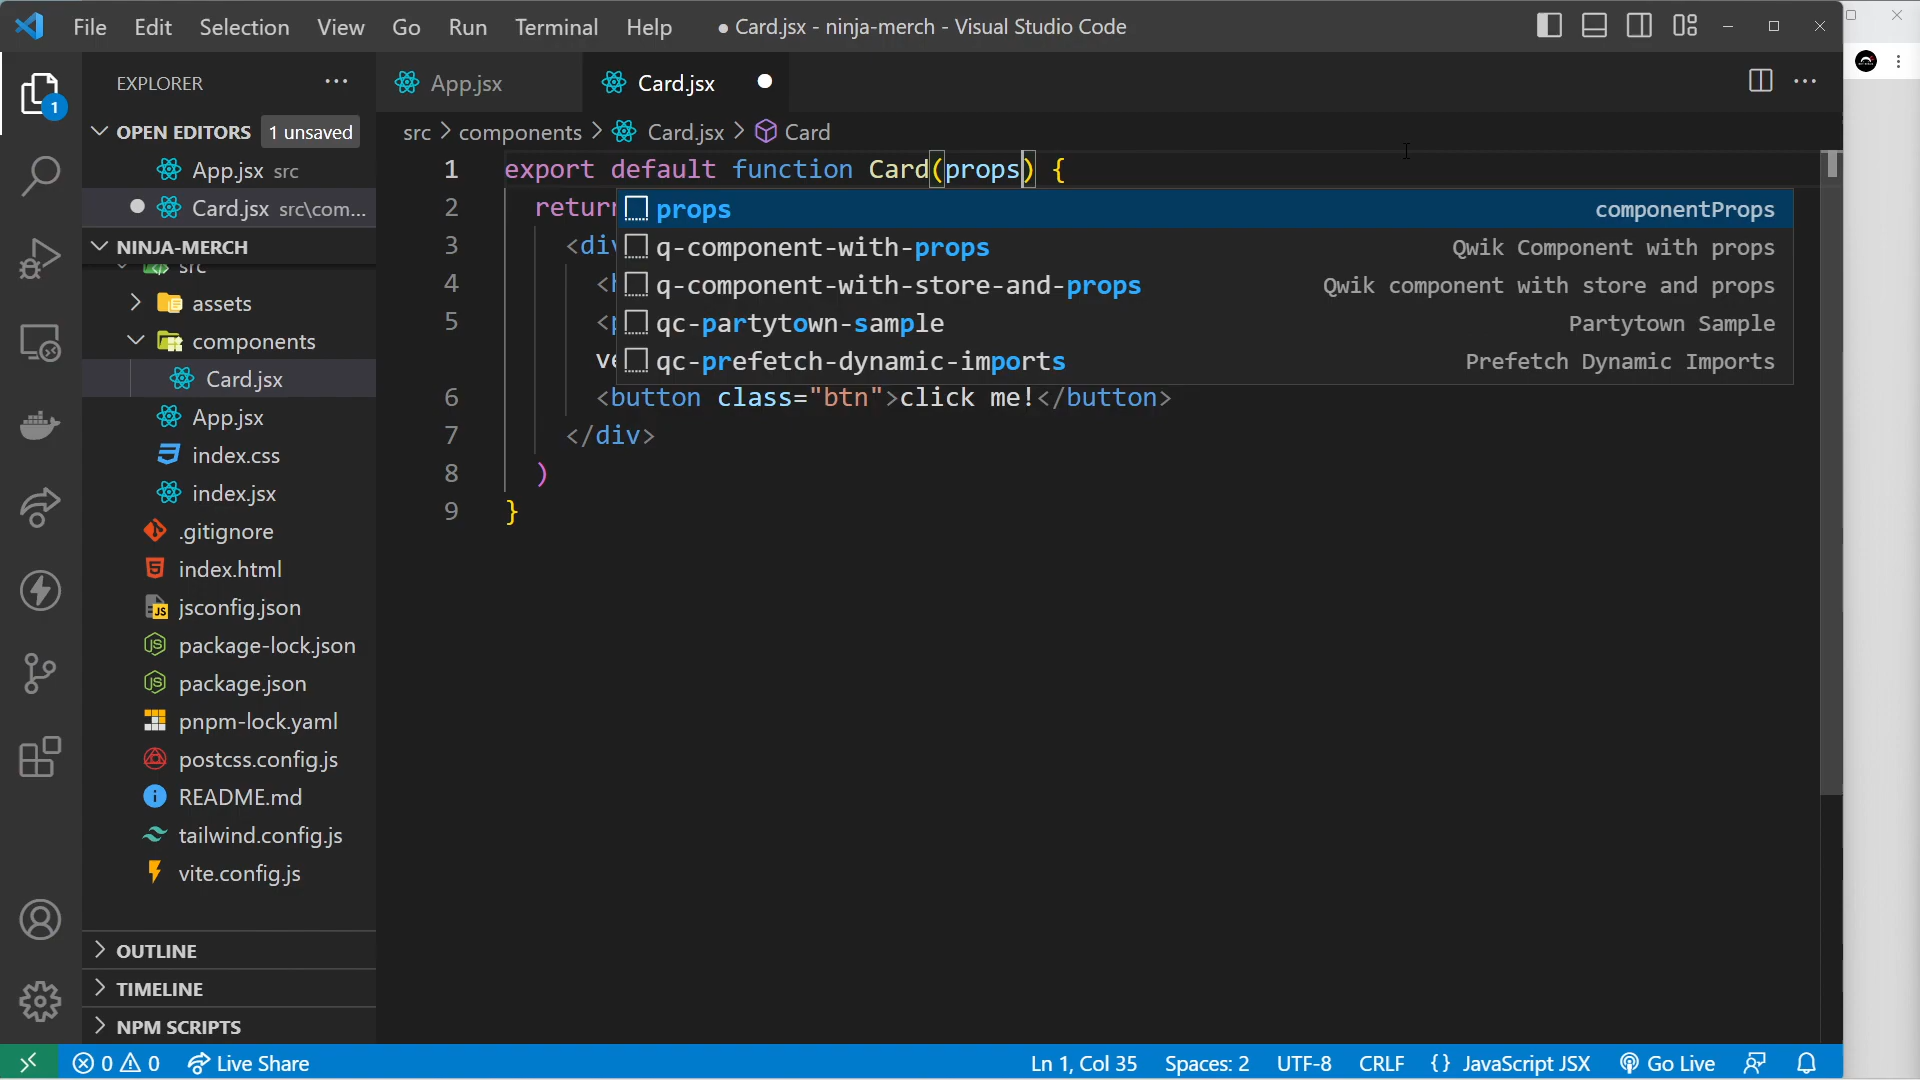 File Edit Selection View Go Run Terminal Help ● Card.jsx - ninja-merch - Visual Studio Code
EXPLORER
App.jsx
Card.jsx
OPEN EDITORS 1 unsaved
src > components > Card.jsx > Card
App.jsx src
Card.jsx src\com...
NINJA-MERCH
src
assets
components
Card.jsx
App.jsx
index.css
index.jsx
.gitignore
index.html
jsconfig.json
package-lock.json
package.json
pnpm-lock.yaml
postcss.config.js
README.md
tailwind.config.js
vite.config.js
OUTLINE
TIMELINE
NPM SCRIPTS
1 export default function Card(props) {
2 return
3 <div
4 <h
5 <p
ve
6 <button class="btn">click me!</button>
7 </div>
8 )
9 }
props componentProps
q-component-with-props Qwik Component with props
q-component-with-store-and-props Qwik component with store and props
qc-partytown-sample Partytown Sample
qc-prefetch-dynamic-imports Prefetch Dynamic Imports
1
JS
0 0 Live Share Ln 1, Col 35 Spaces: 2 UTF-8 CRLF {} JavaScript JSX Go Live